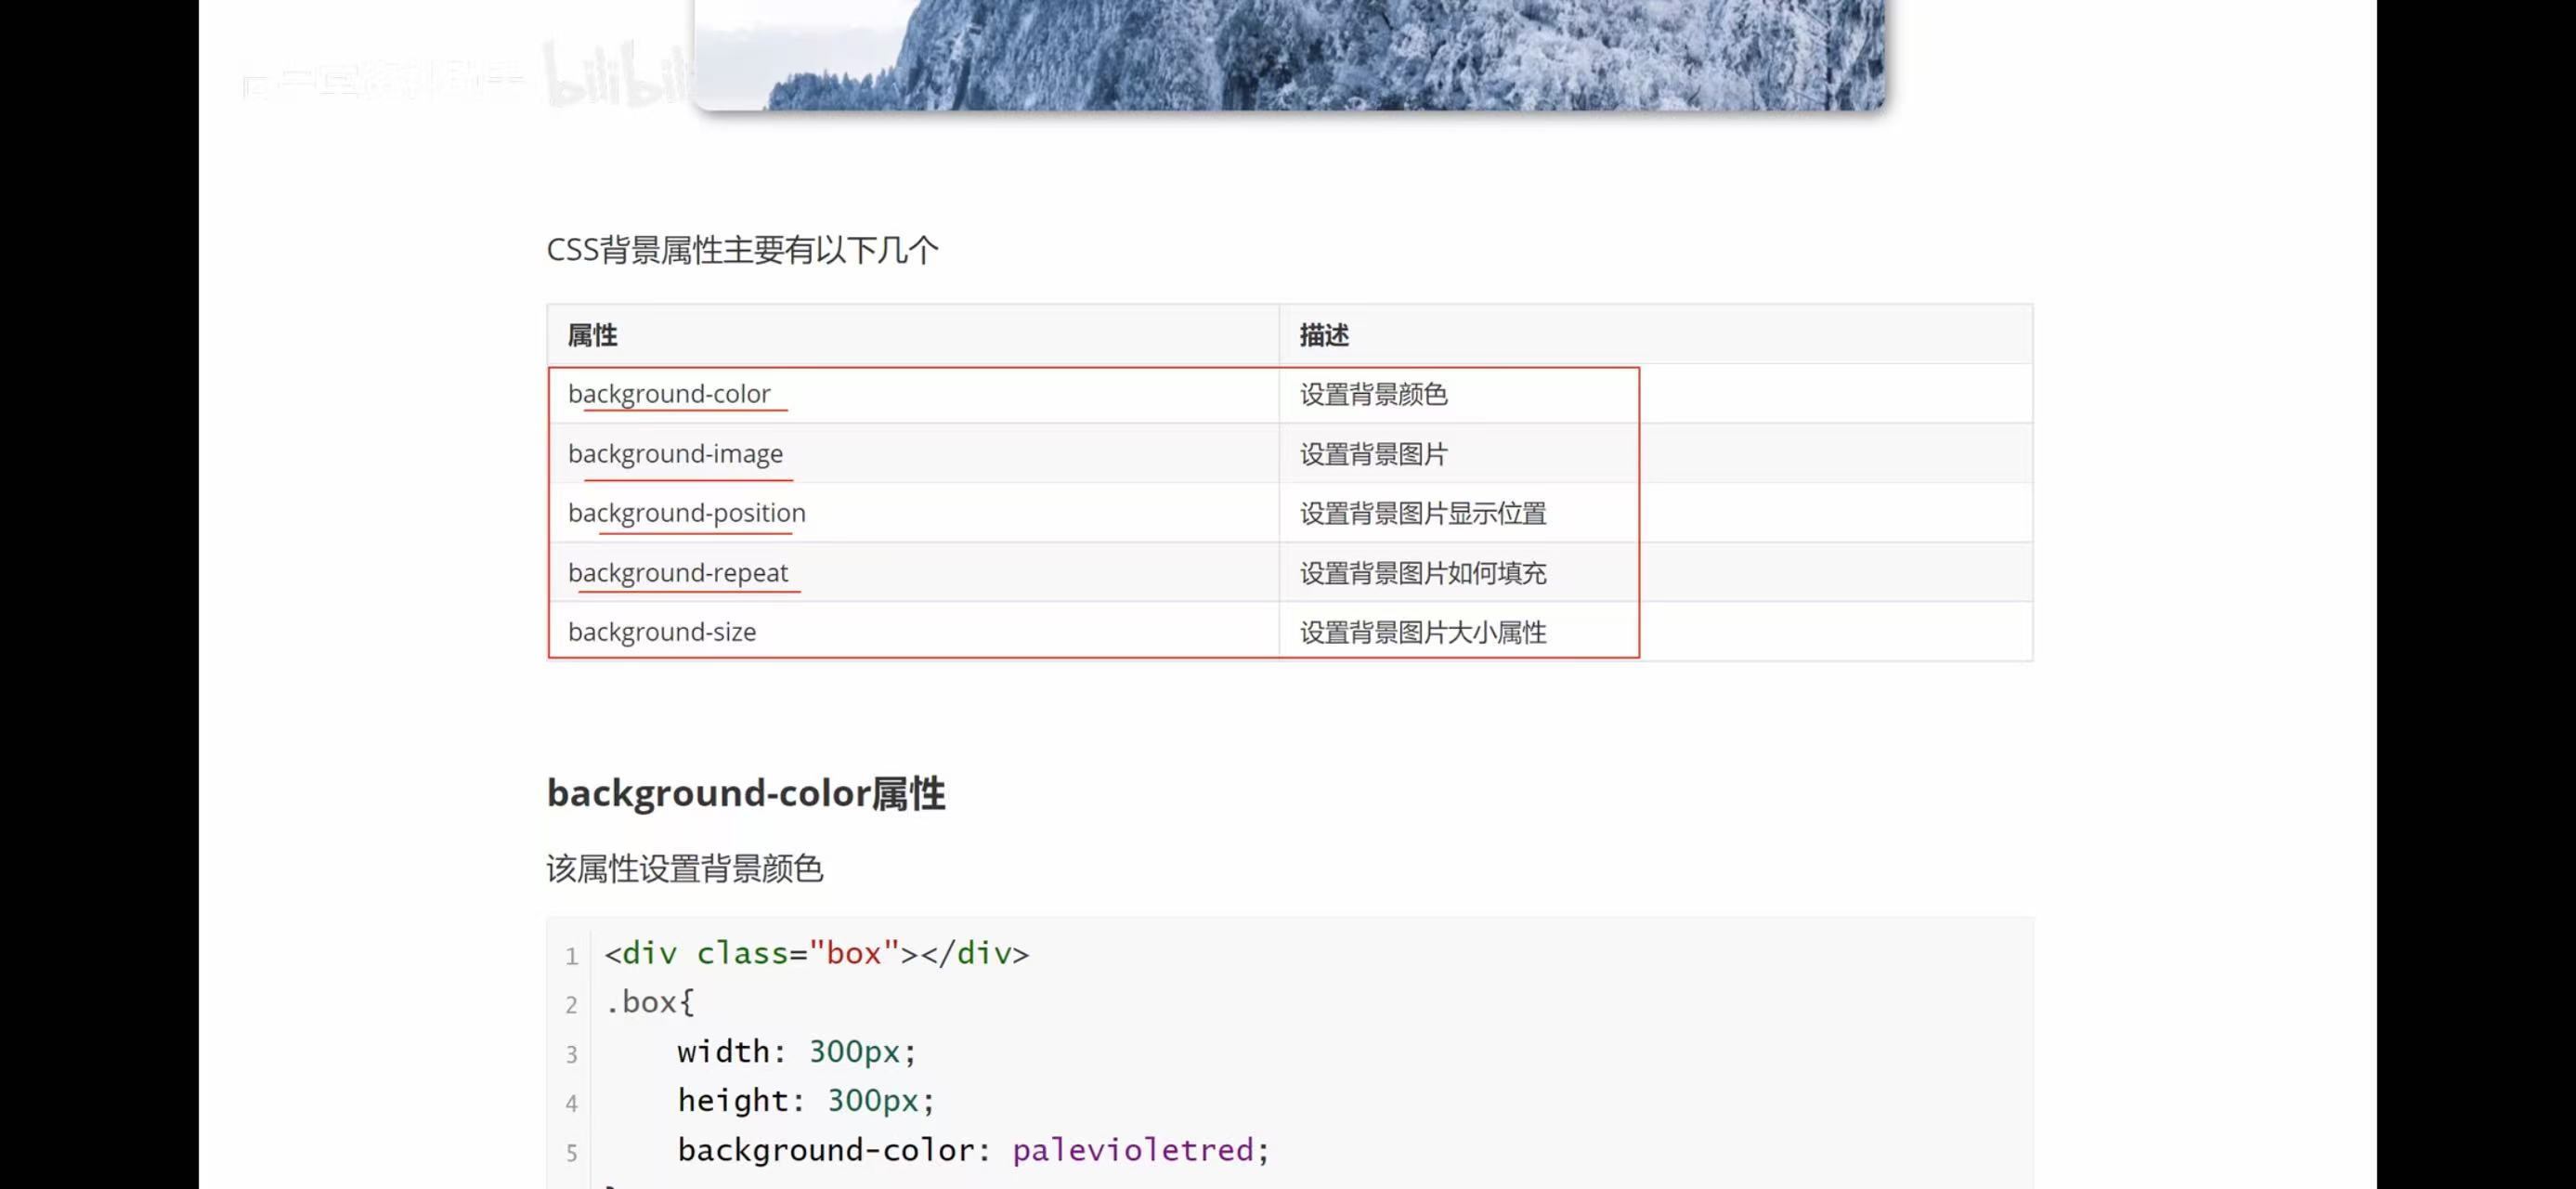 bilibili
CSS背景属性主要有以下几个
属性 描述
background-color 设置背景颜色
background-image 设置背景图片
background-position 设置背景图片显示位置
background-repeat 设置背景图片如何填充
background-size 设置背景图片大小属性
background-color属性
该属性设置背景颜色
1 <div class="box"></div>
2 .box{
3 width: 300px;
4 height: 300px;
5 background-color: palevioletred;